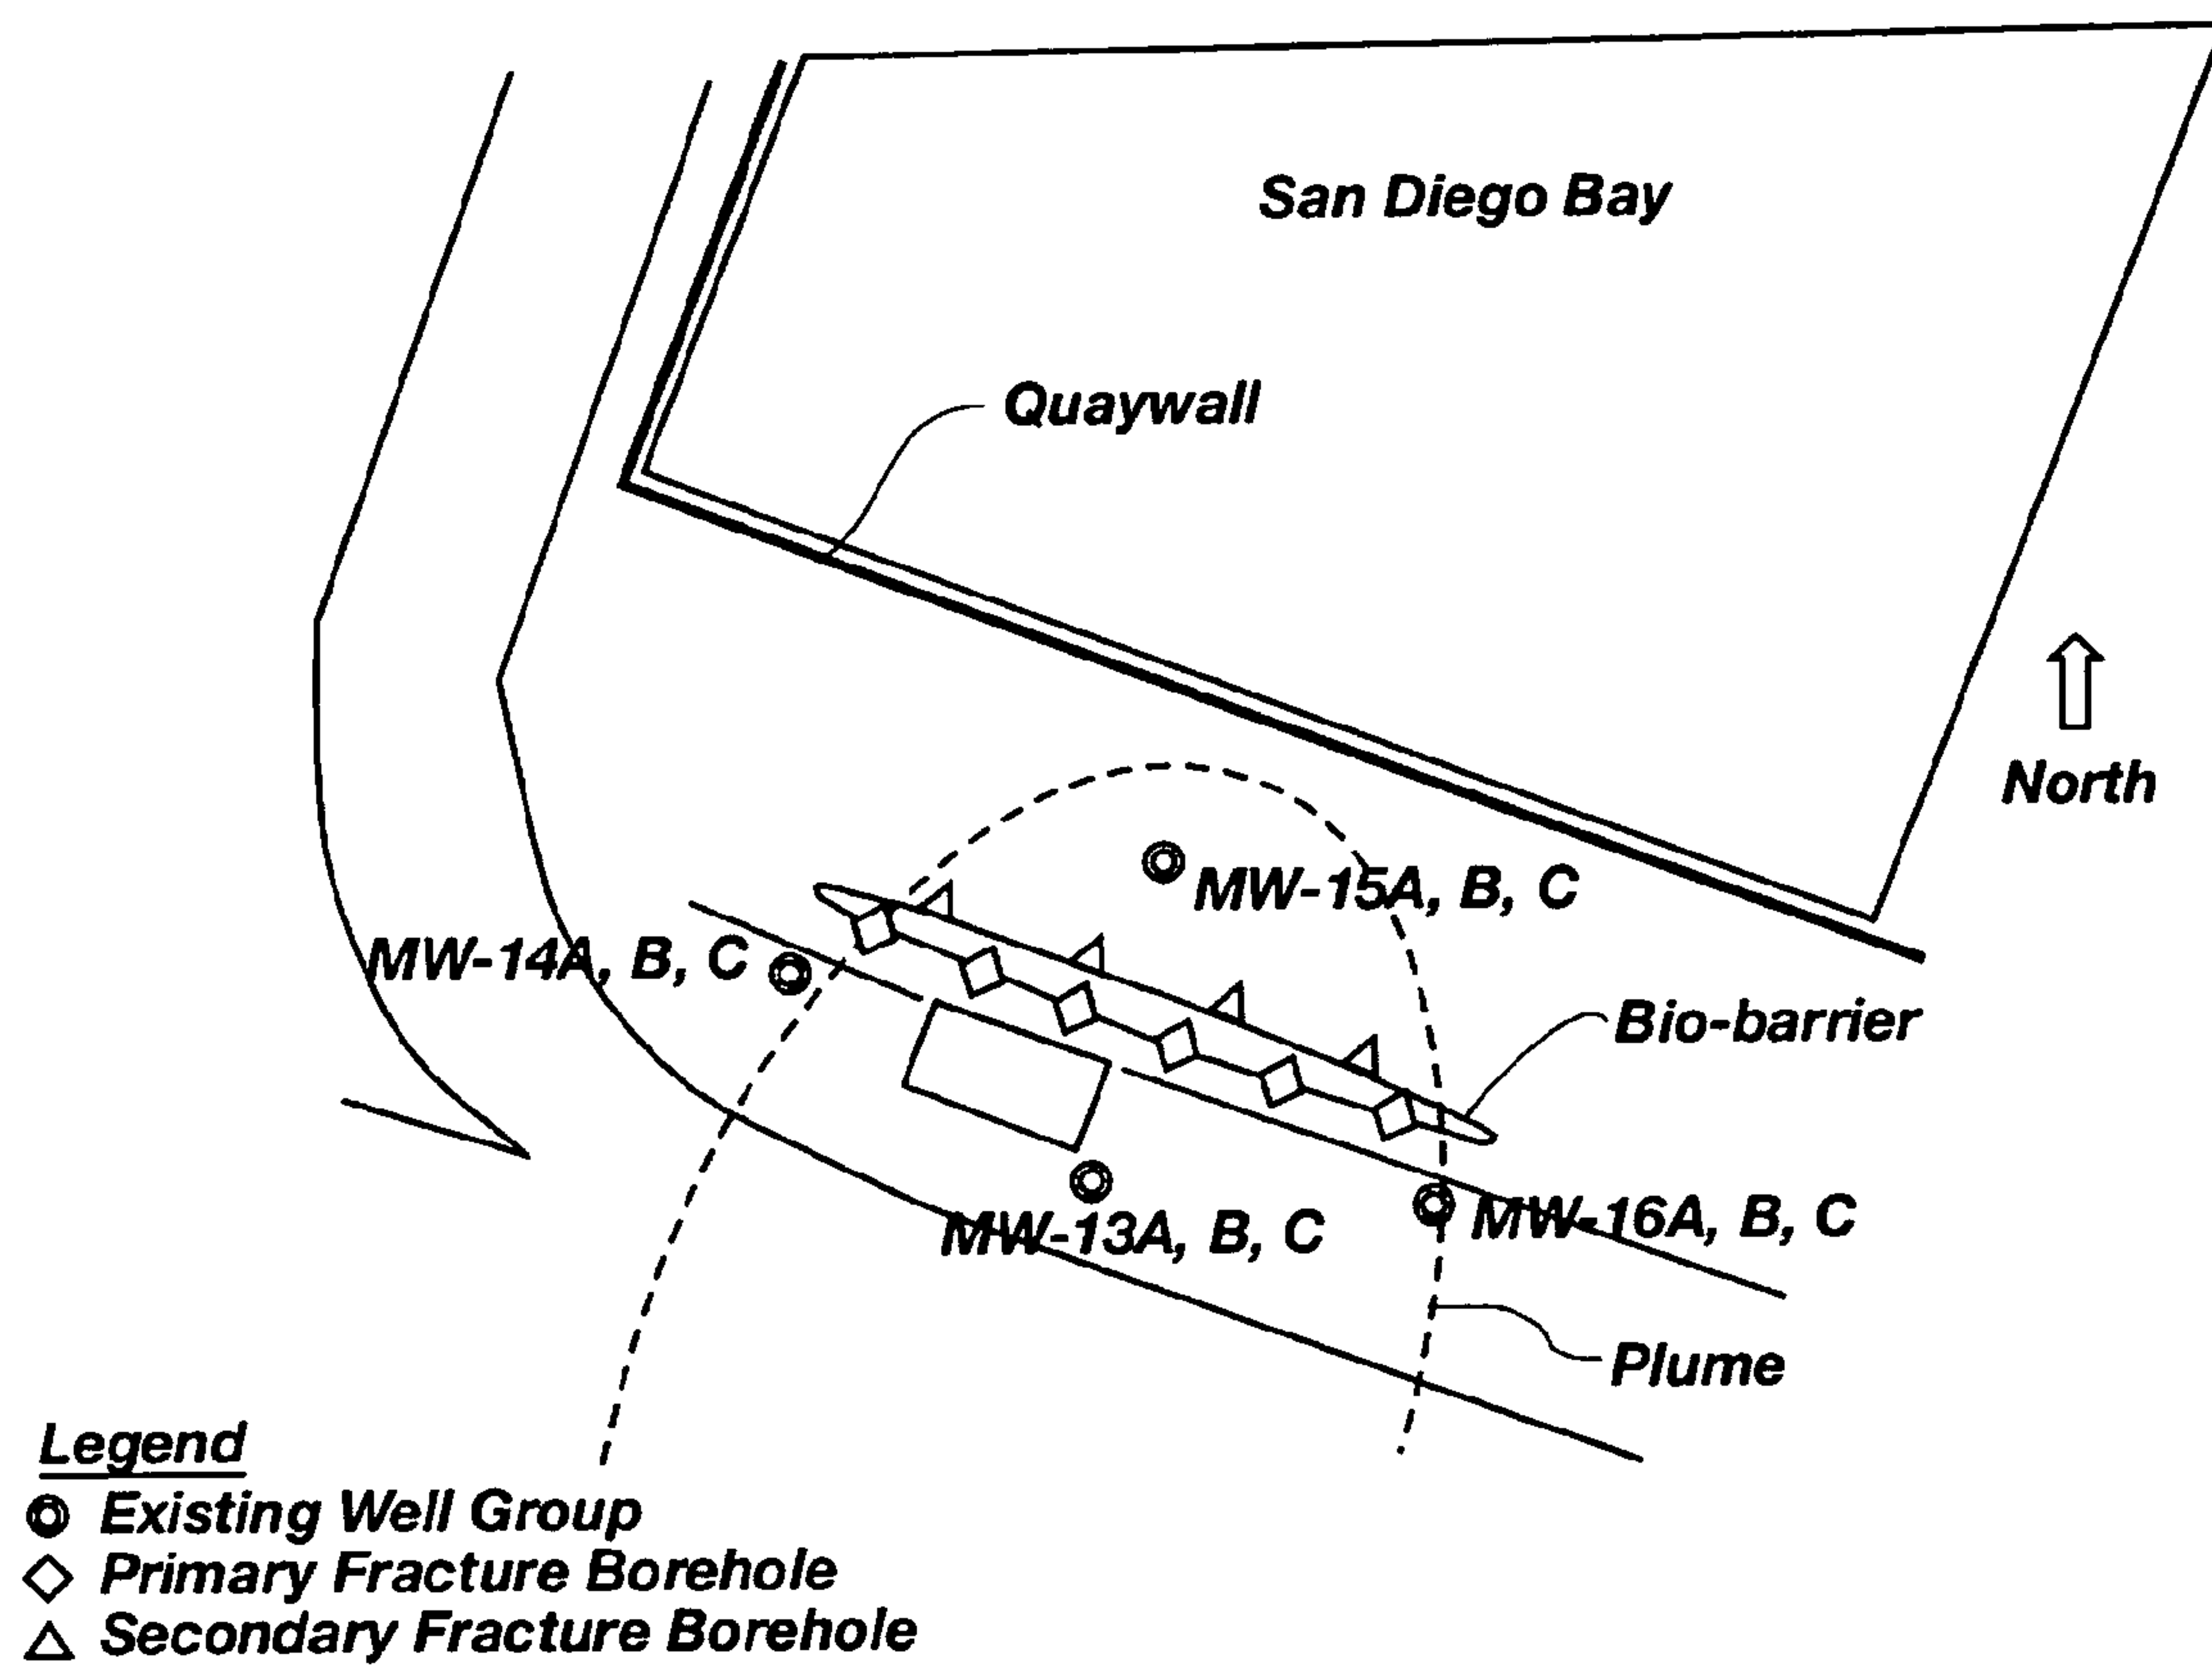 San Diego Bay
Quaywall
North
MW-15A, B, C
MW-14A, B, C
Bio-barrier
MW-13A, B, C
MW-16A, B, C
Plume
Legend
Existing Well Group
Primary Fracture Borehole
Secondary Fracture Borehole